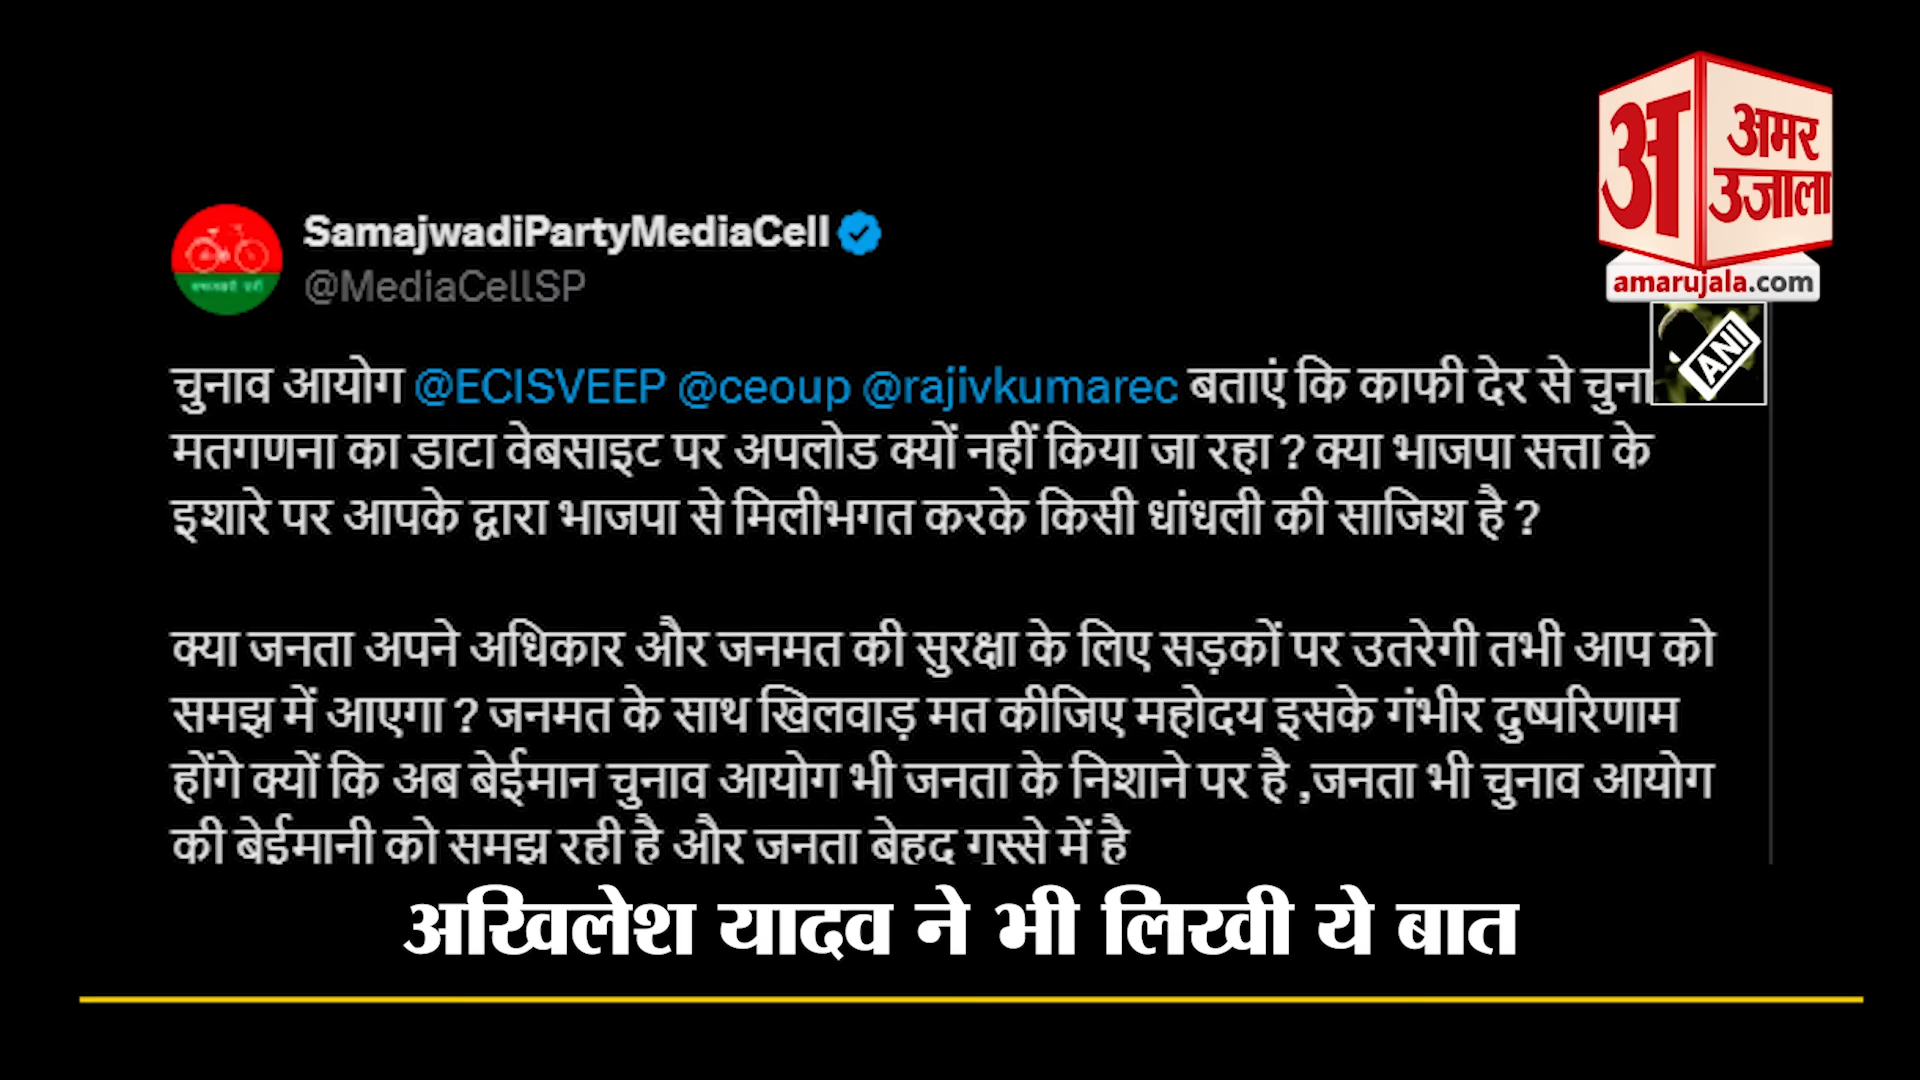 SamajwadiPartyMediaCell
@MediaCellSP
अ
अमर
उजाला
amarujala.com
ANI
चुनाव आयोग @ECISVEEP @ceoup @rajivkumarec बताएं कि काफी देर से चुना
मतगणना का डाटा वेबसाइट पर अपलोड क्यों नहीं किया जा रहा ? क्या भाजपा सत्ता के
इशारे पर आपके द्वारा भाजपा से मिलीभगत करके किसी धांधली की साजिश है ?
क्या जनता अपने अधिकार और जनमत की सुरक्षा के लिए सड़कों पर उतरेगी तभी आप को
समझ में आएगा ? जनमत के साथ खिलवाड़ मत कीजिए महोदय इसके गंभीर दुष्परिणाम
होंगे क्यों कि अब बेईमान चुनाव आयोग भी जनता के निशाने पर है ,जनता भी चुनाव आयोग
की बेईमानी को समझ रही है और जनता बेहद गुस्से में है
अखिलेश यादव ने भी लिखी ये बात